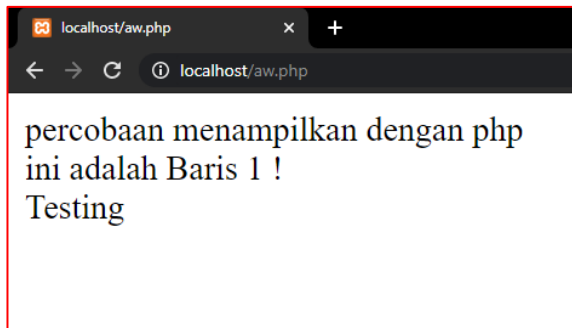 localhost/aw.php
localhost/aw.php
percobaan menampilkan dengan php
ini adalah Baris 1 !
Testing